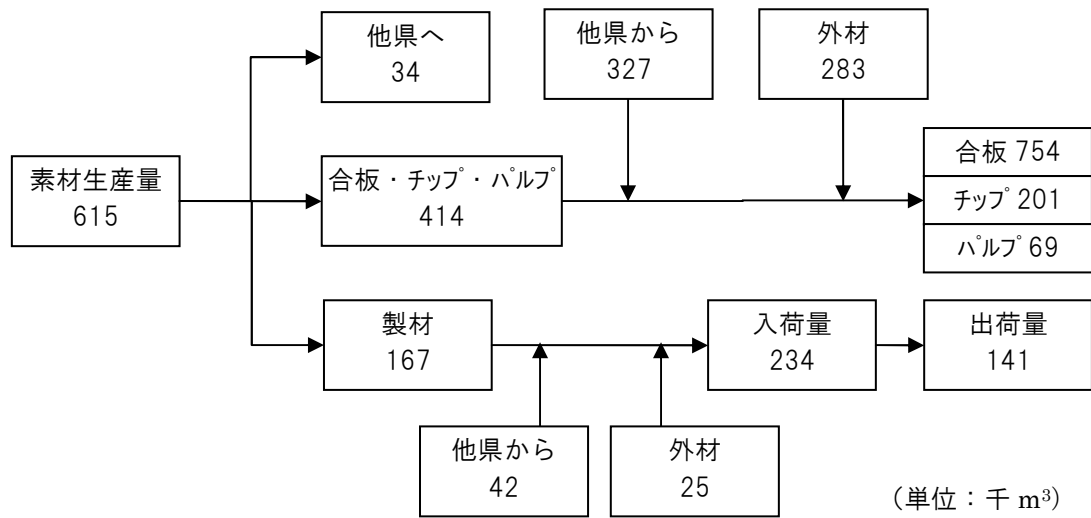 他県へ
34
他県から
327
外材
283
素材生産量
615
合板・チップ・パルプ
414
合板 754
チップ 201
パルプ 69
製材
167
入荷量
234
出荷量
141
他県から
42
外材
25
(単位：千 m³)